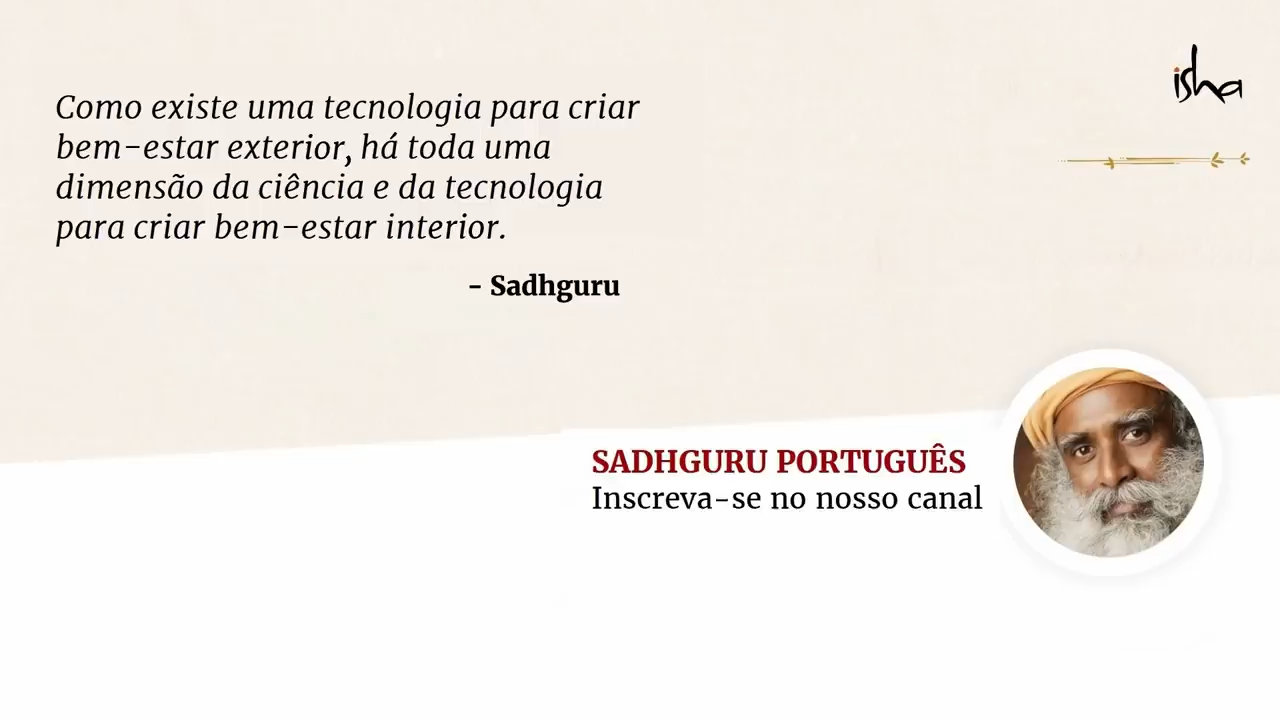 Como existe uma tecnologia para criar
bem-estar exterior, há toda uma
dimensão da ciência e da tecnologia
para criar bem-estar interior.
- Sadhguru
isha
SADHGURU PORTUGUÊS
Inscreva-se no nosso canal